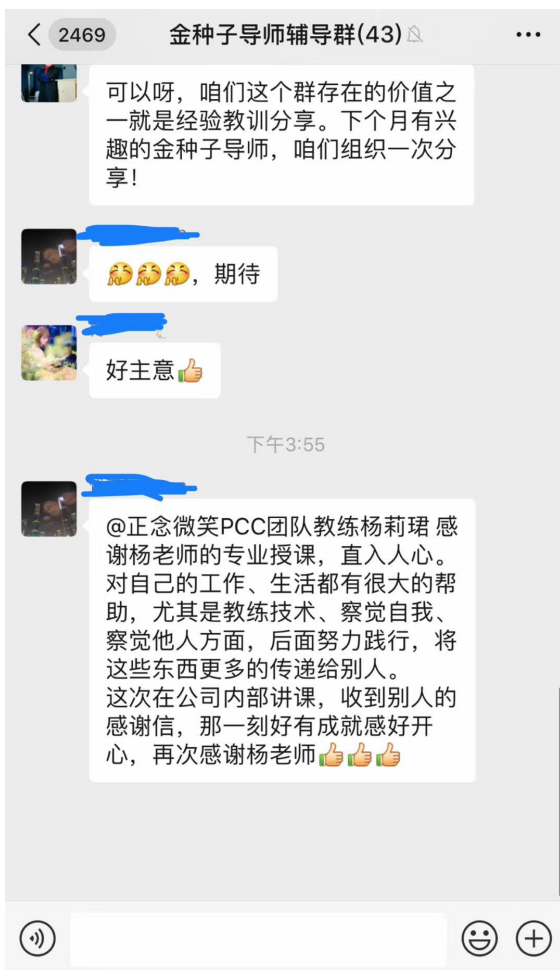 2469
金种子导师辅导群(43)
可以呀，咱们这个群存在的价值之
一就是经验教训分享。下个月有兴
趣的金种子导师，咱们组织一次分
享！
，期待
好主意
下午3:55
@正念微笑PCC团队教练杨莉珺 感
谢杨老师的专业授课，直入人心。
对自己的工作、生活都有很大的帮
助，尤其是教练技术、察觉自我、
察觉他人方面，后面努力践行，将
这些东西更多的传递给别人。
这次在公司内部讲课，收到别人的
感谢信，那一刻好有成就感好开
心，再次感谢杨老师